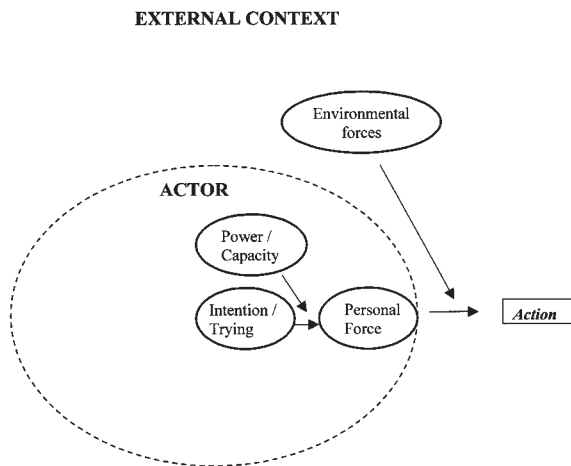 EXTERNAL CONTEXT
Environmental
forces
ACTOR
Power /
Capacity
Intention /
Trying
Personal
Force
Action